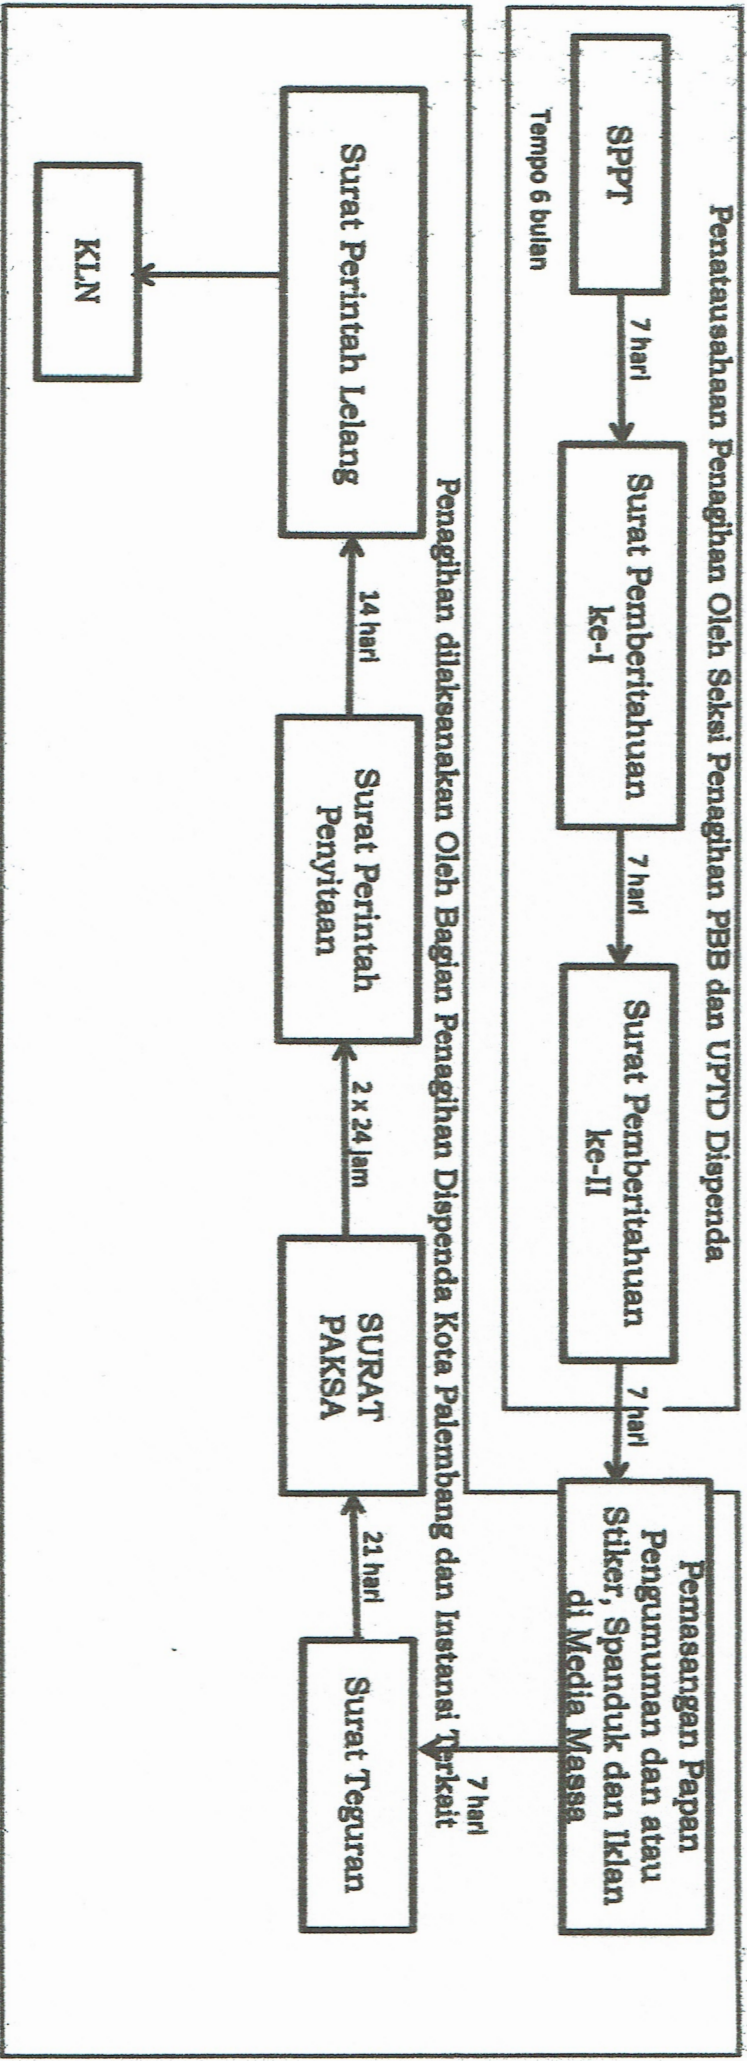 Penatausahaan Penagihan Oleh Seksi Penagihan PBB dan UPTD Dispenda
SPPT
Tempo 6 bulan
7 hari
Surat Pemberitahuan
ke-I
7 hari
Surat Pemberitahuan
ke-II
7 hari
Pemasangan Papan
Pengumuman dan atau
Stiker, Spanduk dan Iklan
di Media Massa
7 hari
Penagihan dilaksanakan Oleh Bagian Penagihan Dispenda Kota Palembang dan Instansi Terkait
Surat Teguran
21 hari
SURAT
PAKSA
2 x 24 jam
Surat Perintah
Penyitaan
14 hari
Surat Perintah Lelang
KLN